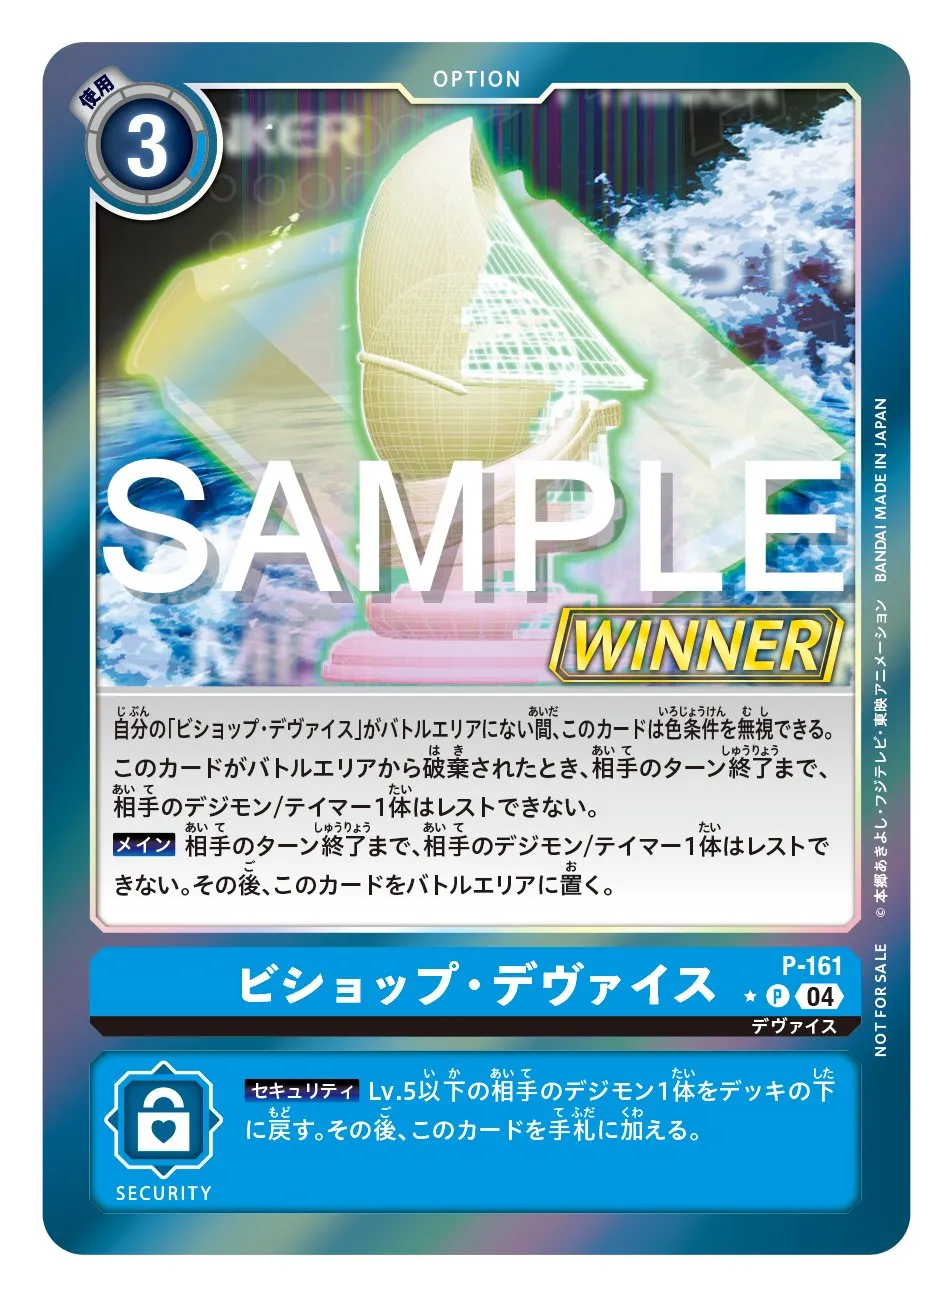 OPTION
使用
3
NKER
SAMPLE
WINNER
自分の「ビショップ・デヴァイス」がバトルエリアにない間、このカードは色条件を無視できる。
このカードがバトルエリアから破棄されたとき、相手のターン終了まで、
相手のデジモン/テイマー1体はレストできない。
メイン 相手のターン終了まで、相手のデジモン/テイマー1体はレストで
きない。その後、このカードをバトルエリアに置く。
ビショップ・デヴァイス
P-161
P 04
デヴァイス
セキュリティ Lv.5以下の相手のデジモン1体をデッキの下
に戻す。その後、このカードを手札に加える。
SECURITY
NOT FOR SALE © 本郷あきよし・フジテレビ・東映アニメーション BANDAI MADE IN JAPAN